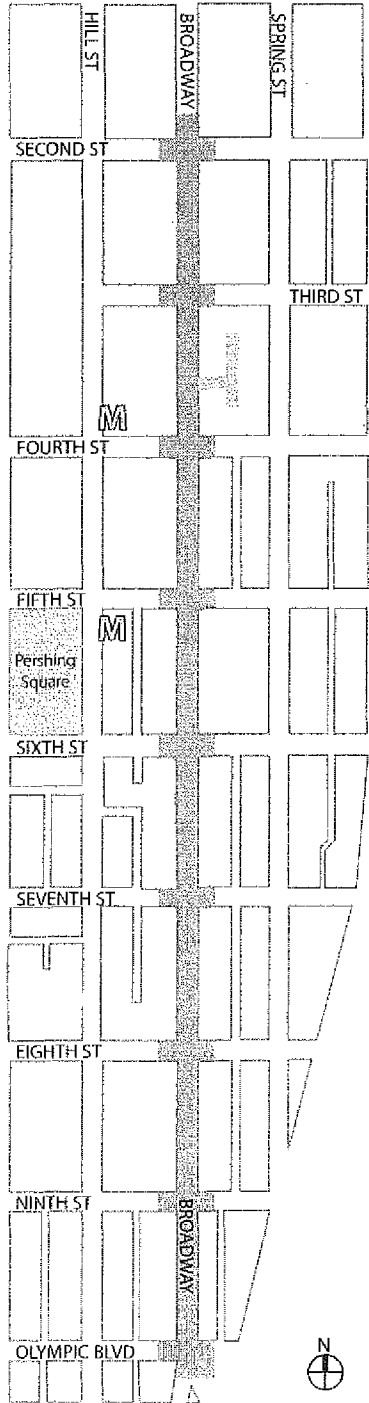 HILL ST
BROADWAY
SPRING ST
SECOND ST
THIRD ST
M
FOURTH ST
FIFTH ST
M
Pershing
Square
SIXTH ST
SEVENTH ST
EIGHTH ST
NINTH ST
BROADWAY
OLYMPIC BLVD
N